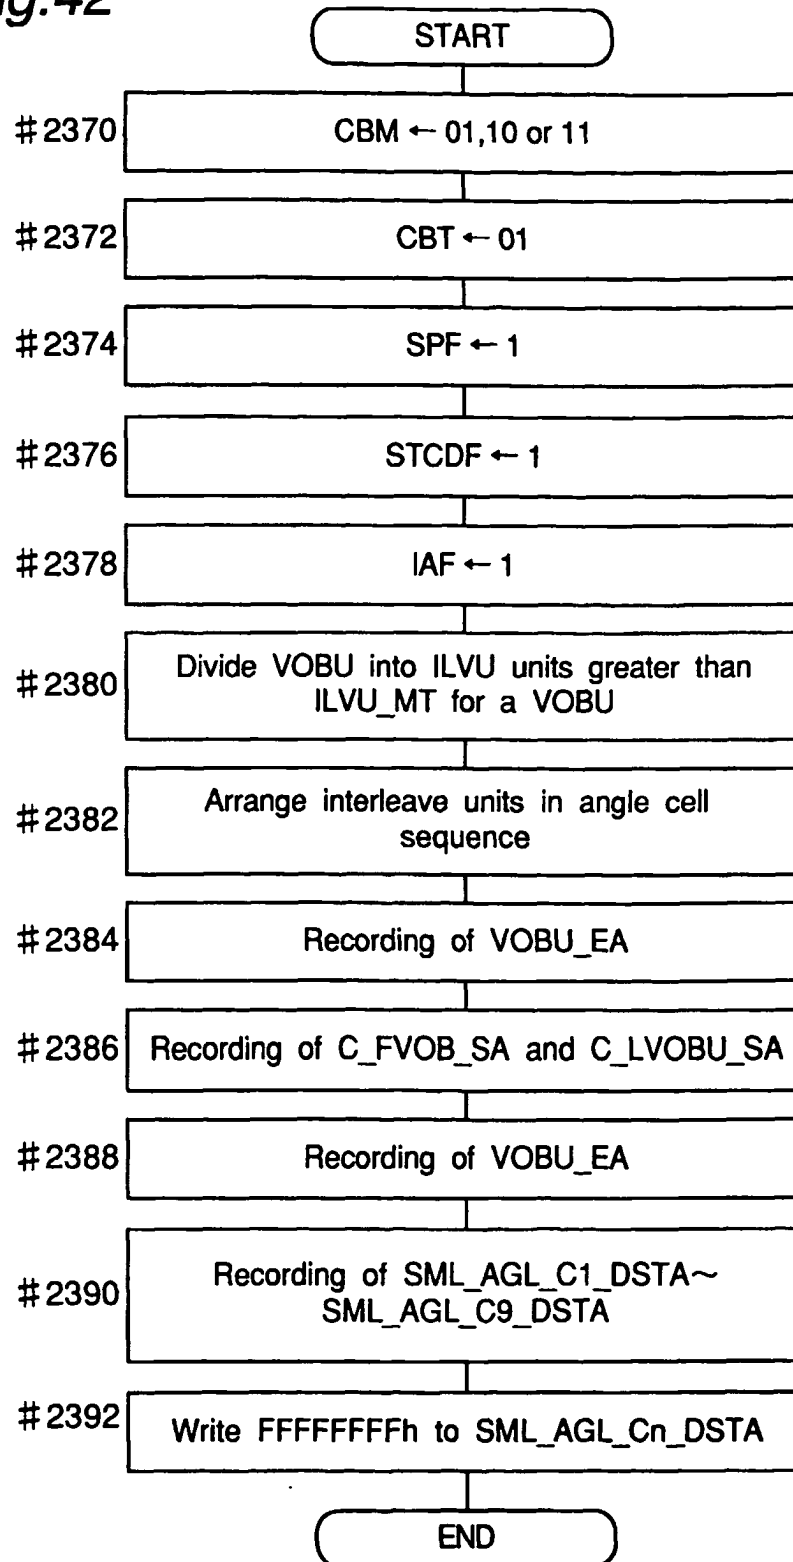 ig.42
START
#2370 CBM ← 01,10 or 11
#2372 CBT ← 01
#2374 SPF ← 1
#2376 STCDF ← 1
#2378 IAF ← 1
#2380 Divide VOBU into ILVU units greater than
ILVU_MT for a VOBU
#2382 Arrange interleave units in angle cell
sequence
#2384 Recording of VOBU_EA
#2386 Recording of C_FVOB_SA and C_LVOBU_SA
#2388 Recording of VOBU_EA
#2390 Recording of SML_AGL_C1_DSTA~
SML_AGL_C9_DSTA
#2392 Write FFFFFFFFh to SML_AGL_Cn_DSTA
END